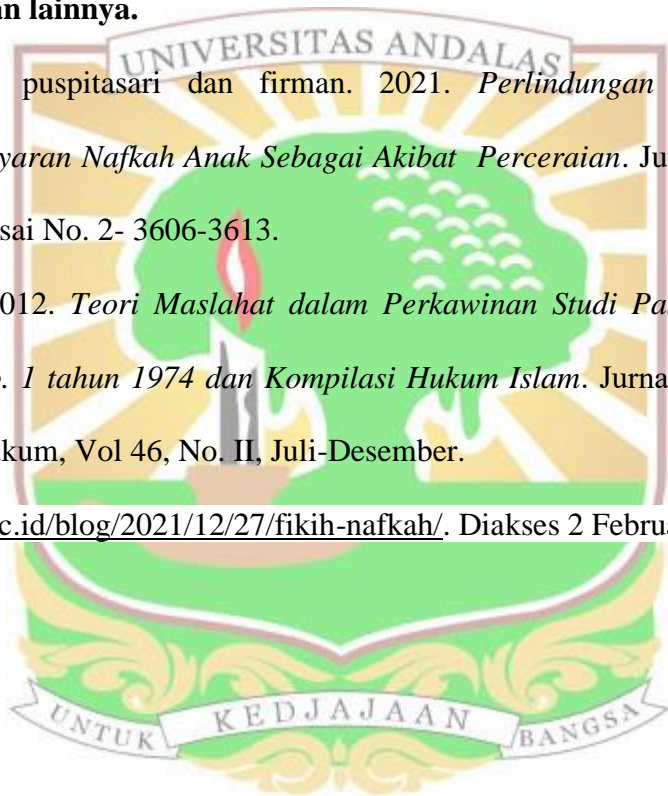 an lainnya.
UNIVERSITAS ANDALAS
puspitasari dan firman. 2021. Perlindungan
yaran Nafkah Anak Sebagai Akibat Perceraian. Ju
sai No. 2- 3606-3613.
012. Teori Maslahat dalam Perkawinan Studi Pa
. 1 tahun 1974 dan Kompilasi Hukum Islam. Jurna
kum, Vol 46, No. II, Juli-Desember.
c.id/blog/2021/12/27/fikih-nafkah/. Diakses 2 Februa
UNTUK KEDJAJAAN BANGSA